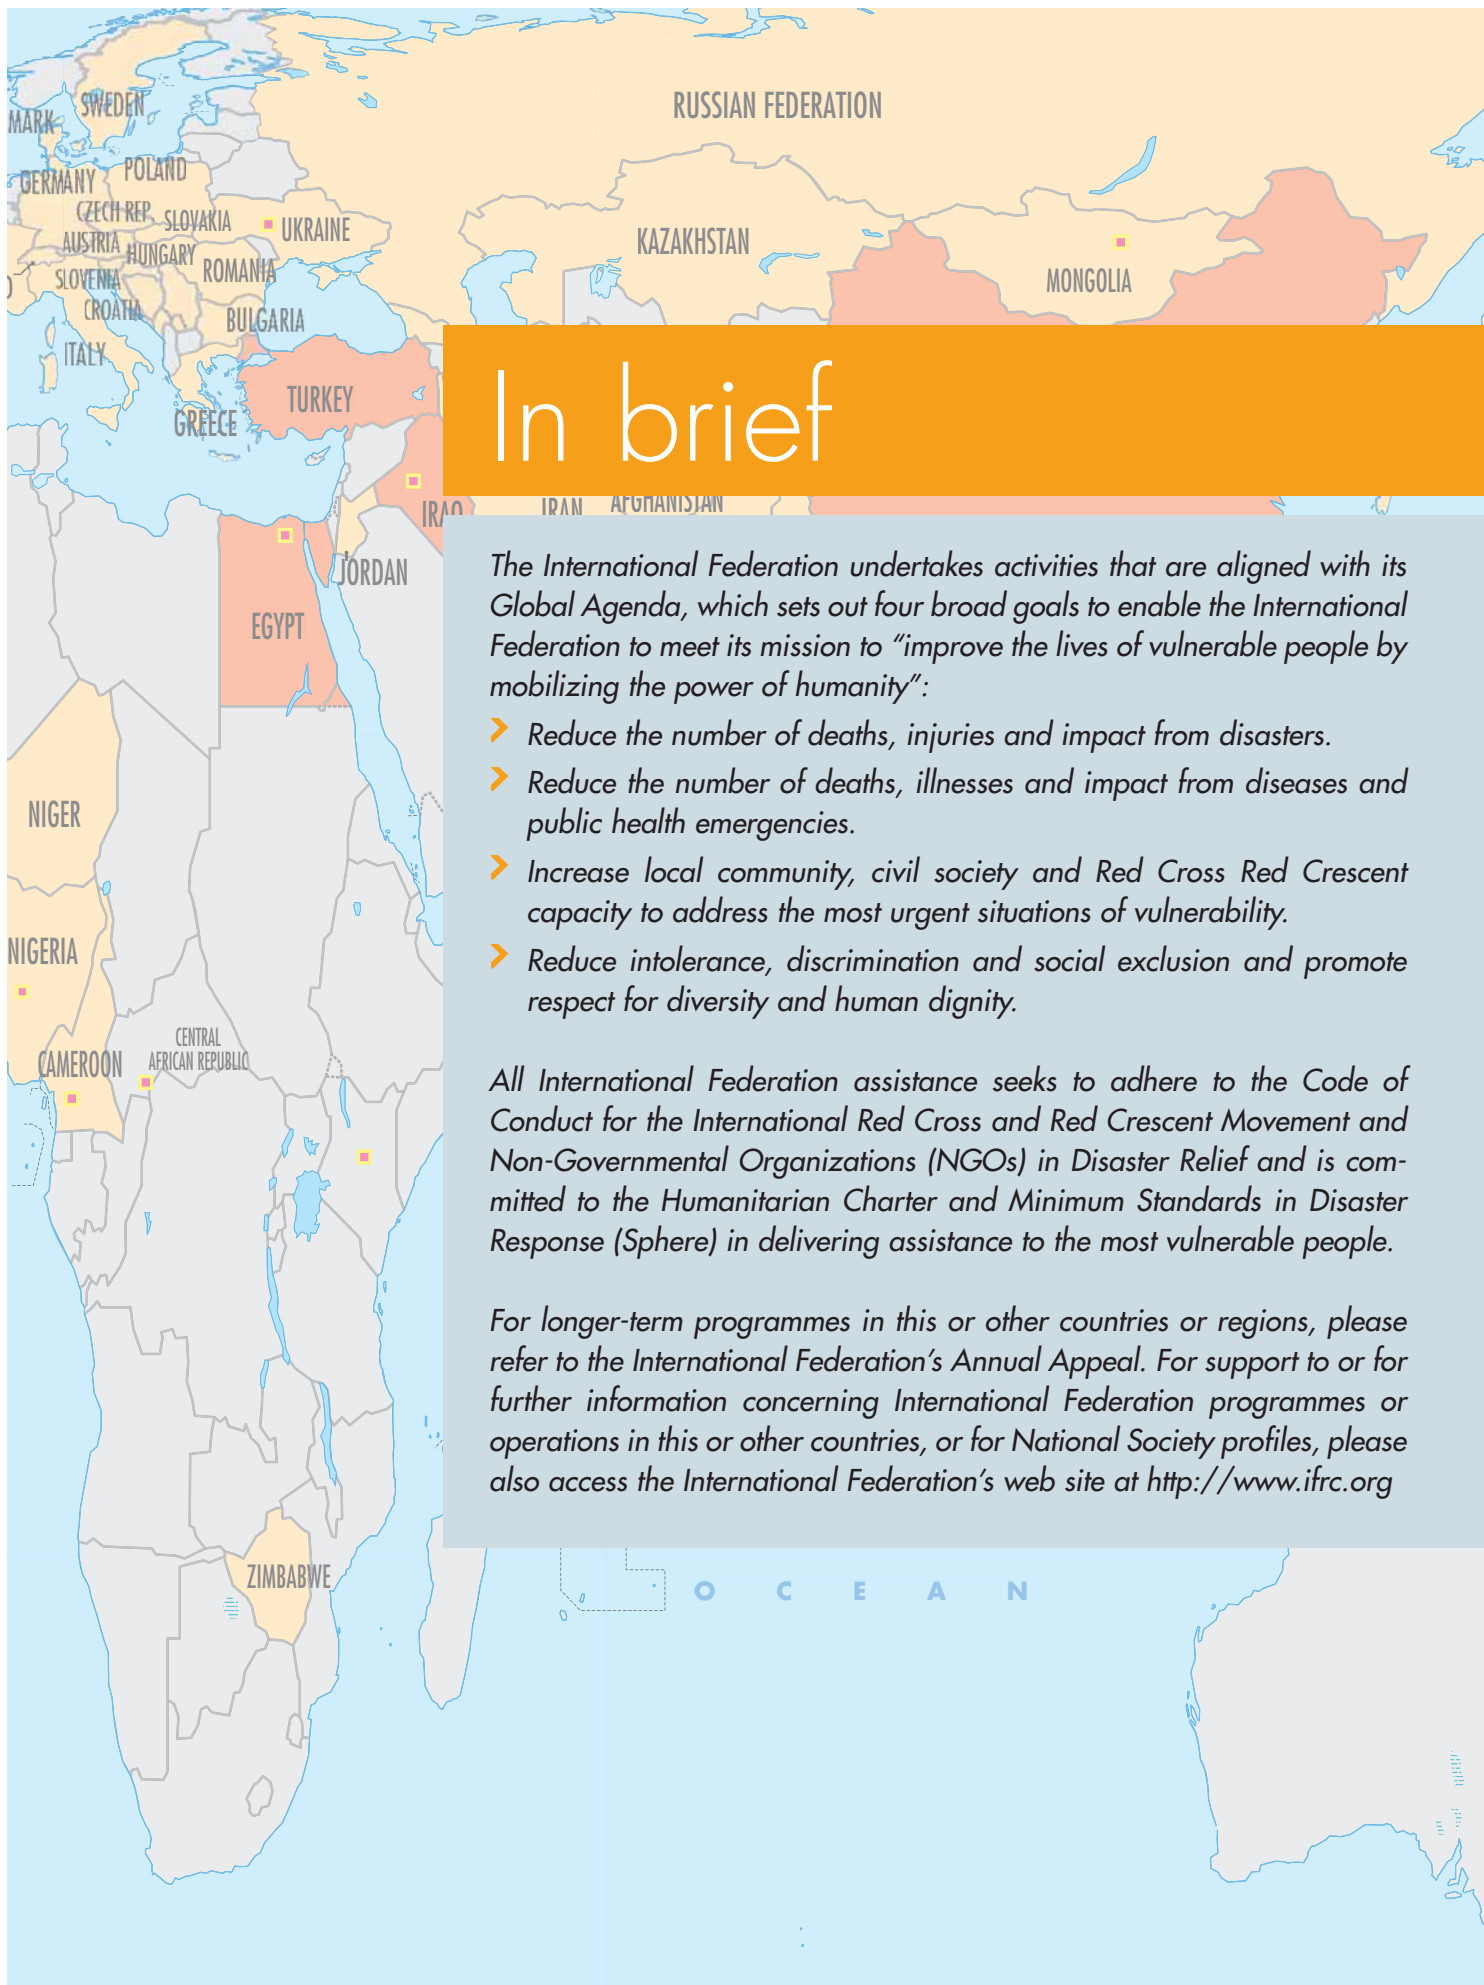 RUSSIAN FEDERATION
SWEDEN
MARK
GERMANY
POLAND
CZECH REP.
SLOVAKIA
UKRAINE
AUSTRIA
HUNGARY
KAZAKHSTAN
ROMANIA
SLOVENIA
MONGOLIA
CROATIA
BULGARIA
ITALY
TURKEY
GREECE
In brief
IRAQ
IRAN
AFGHANISTAN
JORDAN
EGYPT
NIGER
NIGERIA
CENTRAL
AFRICAN REPUBLIC
CAMEROON
ZIMBABWE
The International Federation undertakes activities that are aligned with its
Global Agenda, which sets out four broad goals to enable the International
Federation to meet its mission to “improve the lives of vulnerable people by
mobilizing the power of humanity”:
Reduce the number of deaths, injuries and impact from disasters.
Reduce the number of deaths, illnesses and impact from diseases and
public health emergencies.
Increase local community, civil society and Red Cross Red Crescent
capacity to address the most urgent situations of vulnerability.
Reduce intolerance, discrimination and social exclusion and promote
respect for diversity and human dignity.
All International Federation assistance seeks to adhere to the Code of
Conduct for the International Red Cross and Red Crescent Movement and
Non-Governmental Organizations (NGOs) in Disaster Relief and is com-
mitted to the Humanitarian Charter and Minimum Standards in Disaster
Response (Sphere) in delivering assistance to the most vulnerable people.
For longer-term programmes in this or other countries or regions, please
refer to the International Federation’s Annual Appeal. For support to or for
further information concerning International Federation programmes or
operations in this or other countries, or for National Society profiles, please
also access the International Federation’s web site at http://www.ifrc.org
OCEAN